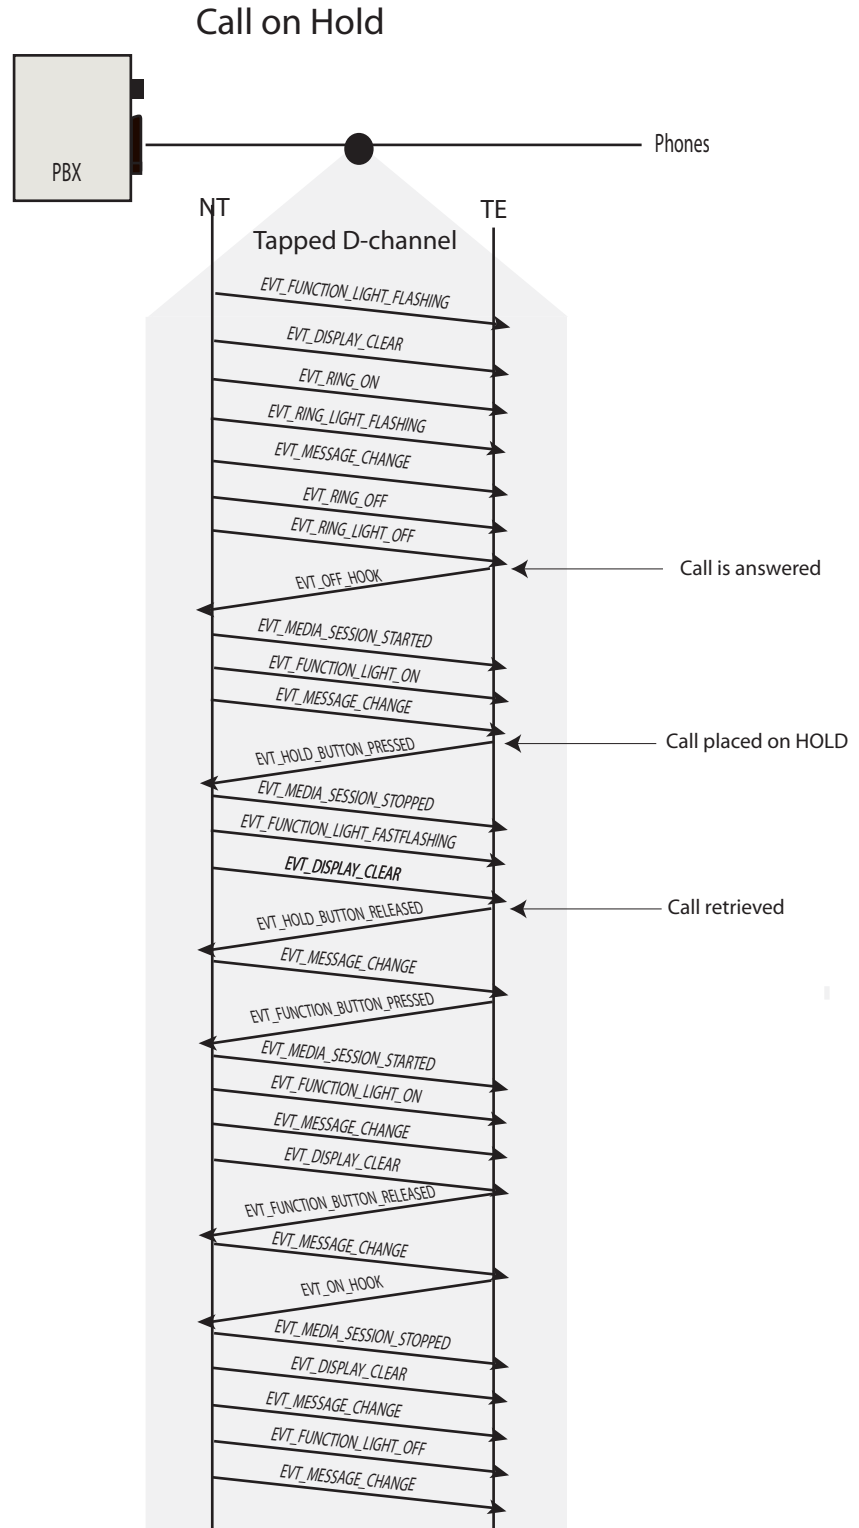 Call on Hold
PBX
Phones
NT
TE
Tapped D-channel
EVT_FUNCTION_LIGHT_FLASHING
EVT_DISPLAY_CLEAR
EVT_RING_ON
EVT_RING_LIGHT_FLASHING
EVT_MESSAGE_CHANGE
EVT_RING_OFF
EVT_RING_LIGHT_OFF
Call is answered
EVT_OFF_HOOK
EVT_MEDIA_SESSION_STARTED
EVT_FUNCTION_LIGHT_ON
EVT_MESSAGE_CHANGE
Call placed on HOLD
EVT_HOLD_BUTTON_PRESSED
EVT_MEDIA_SESSION_STOPPED
EVT_FUNCTION_LIGHT_FASTFLASHING
EVT_DISPLAY_CLEAR
Call retrieved
EVT_HOLD_BUTTON_RELEASED
EVT_MESSAGE_CHANGE
EVT_FUNCTION_BUTTON_PRESSED
EVT_MEDIA_SESSION_STARTED
EVT_FUNCTION_LIGHT_ON
EVT_MESSAGE_CHANGE
EVT_DISPLAY_CLEAR
EVT_FUNCTION_BUTTON_RELEASED
EVT_MESSAGE_CHANGE
EVT_ON_HOOK
EVT_MEDIA_SESSION_STOPPED
EVT_DISPLAY_CLEAR
EVT_MESSAGE_CHANGE
EVT_FUNCTION_LIGHT_OFF
EVT_MESSAGE_CHANGE